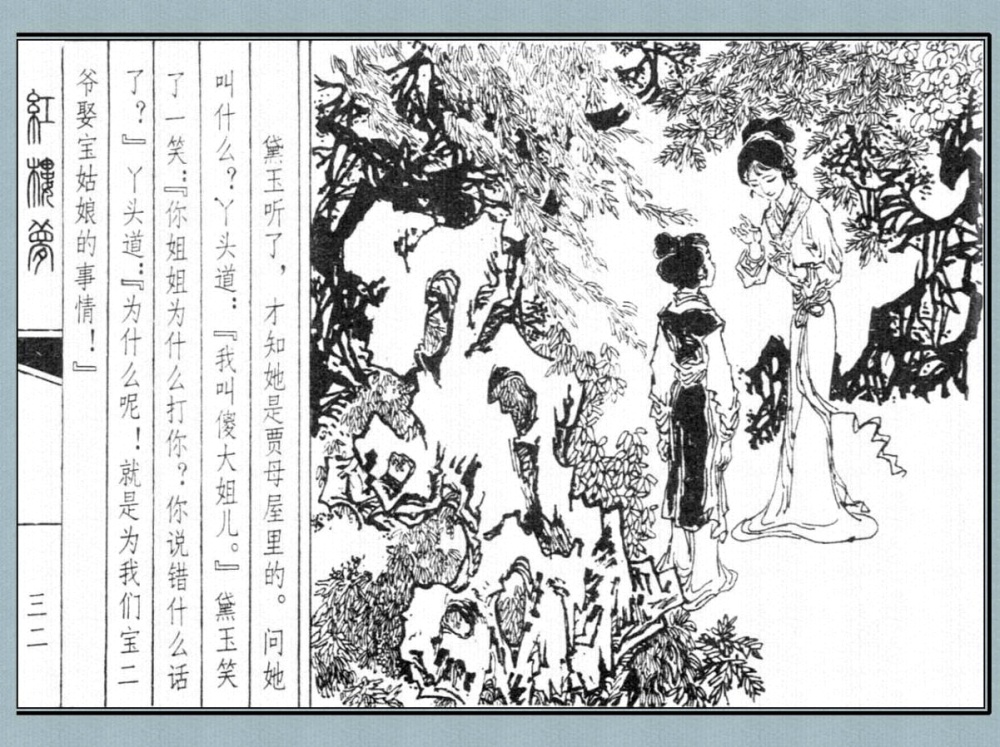 黛玉听了，才知她是贾母屋里的。问她
叫什么？丫头道：『我叫傻大姐儿。』黛玉笑
了一笑：『你姐姐为什么打你？你说错什么话
了？』丫头道：『为什么呢！就是为我们宝二
爷娶宝姑娘的事情！』
紅樓夢
三二